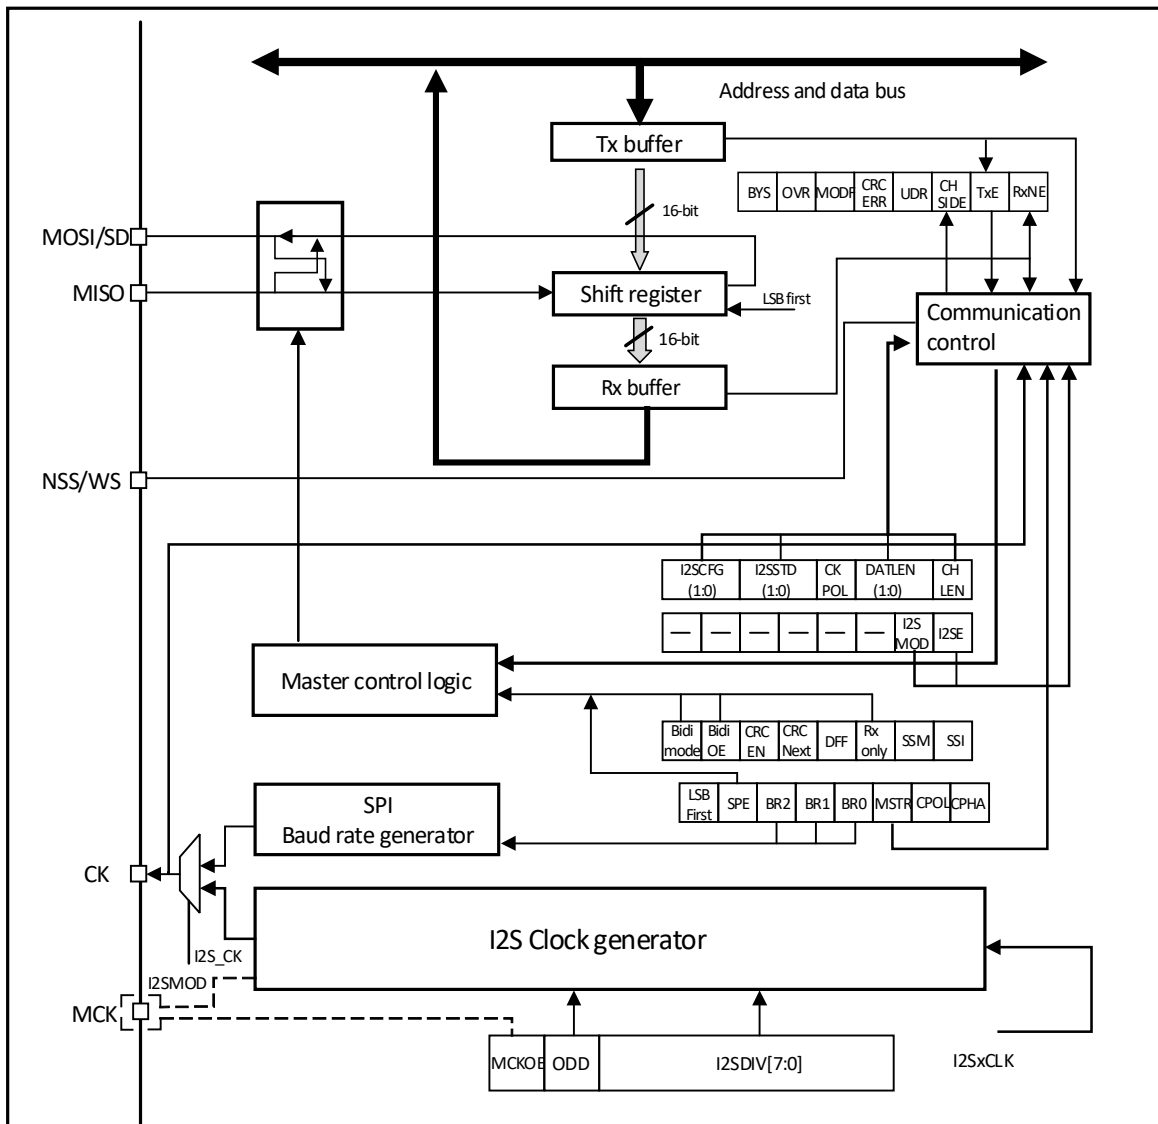 Address and data bus
Tx buffer
BYS OVR MODF CRC ERR UDR CH SIDE TxE RxNE
16-bit
MOSI/SD
MISO
Shift register
LSB first
Communication
control
16-bit
Rx buffer
NSS/WS
I2SCFG (1:0) I2SSTD (1:0) CK POL DATLEN (1:0) CH LEN
— — — — — — I2S MOD I2SE
Master control logic
Bidi mode Bidi OE CRC EN CRC Next DFF Rx only SSM SSI
LSB First SPE BR2 BR1 BR0 MSTR CPOL CPHA
SPI
Baud rate generator
CK
I2S Clock generator
I2S_CK
I2SMOD
MCK
MCKOE ODD I2SDIV[7:0]
I2SxCLK